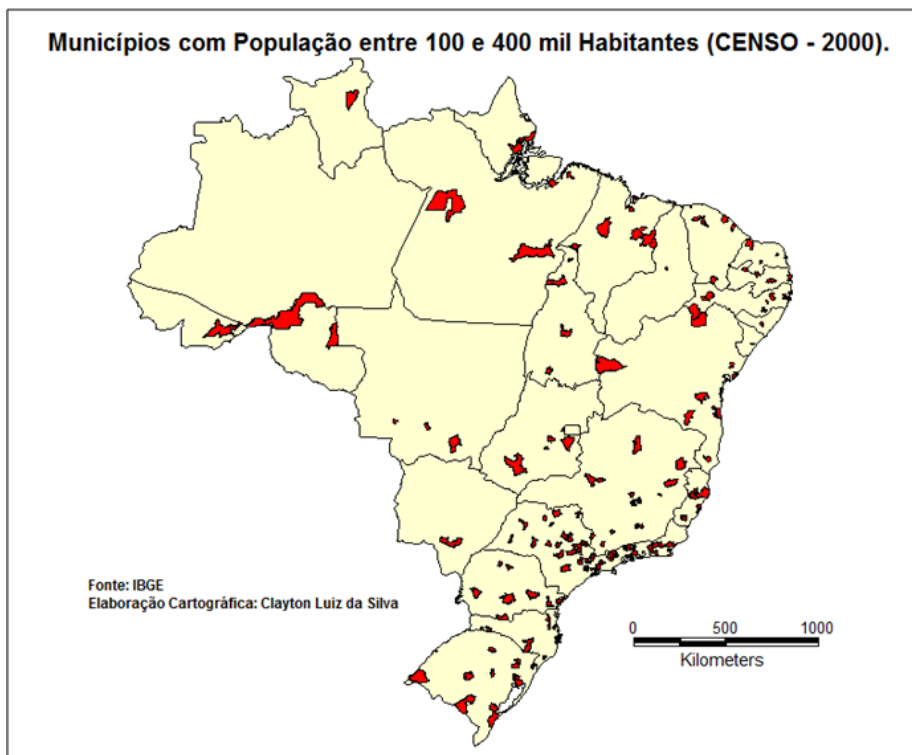 Municípios com População entre 100 e 400 mil Habitantes (CENSO - 2000).
Fonte: IBGE
Elaboração Cartográfica: Clayton Luiz da Silva
0 500 1000
Kilometers